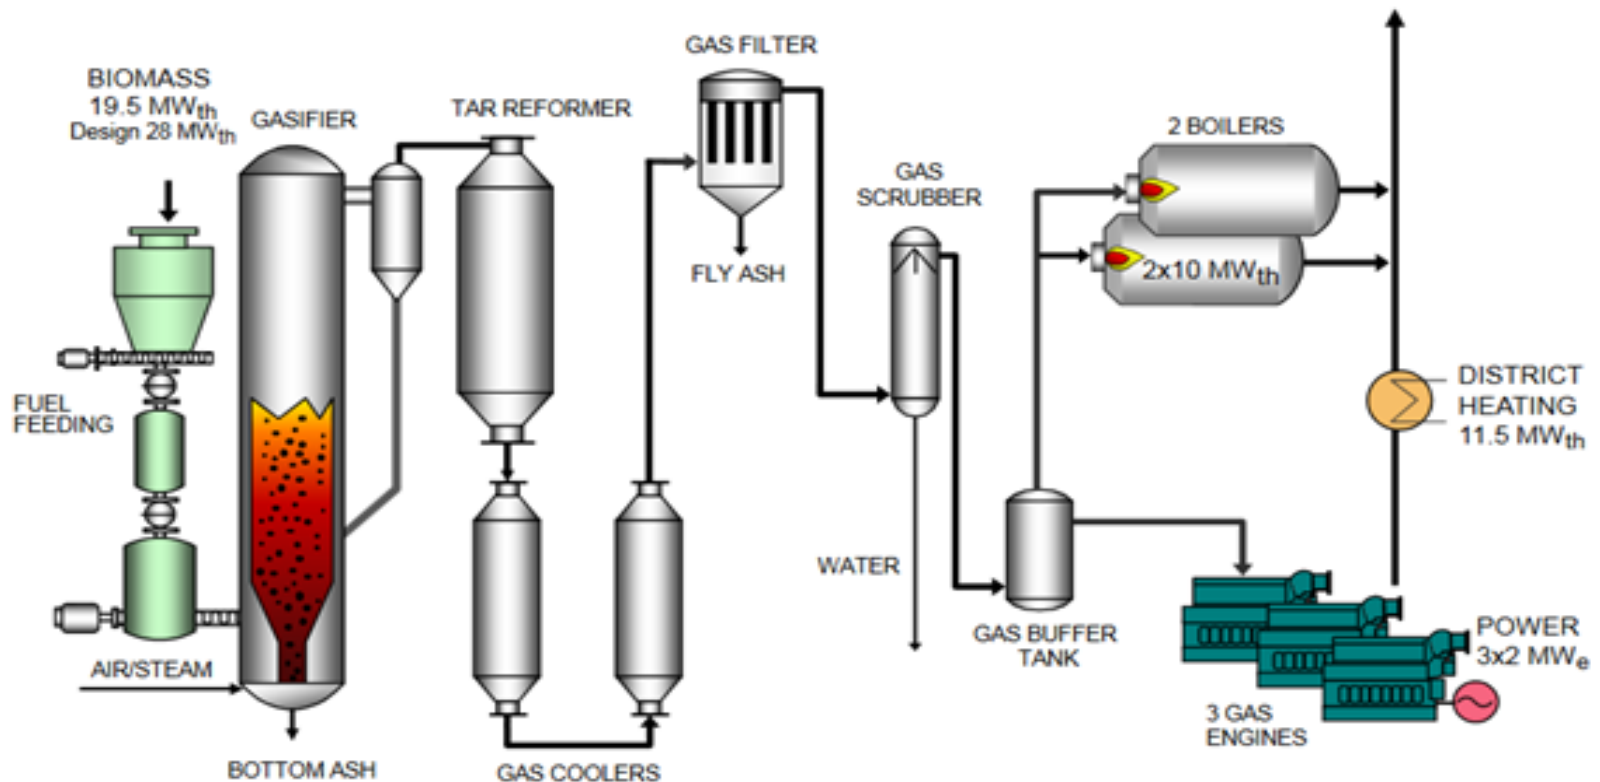 BIOMASS
19.5 MWth
Design 28 MWth
GASIFIER
TAR REFORMER
GAS FILTER
FLY ASH
GAS
SCRUBBER
2 BOILERS
2x10 MWth
DISTRICT
HEATING
11.5 MWth
FUEL
FEEDING
AIR/STEAM
BOTTOM ASH
GAS COOLERS
WATER
GAS BUFFER
TANK
3 GAS
ENGINES
POWER
3x2 MWe